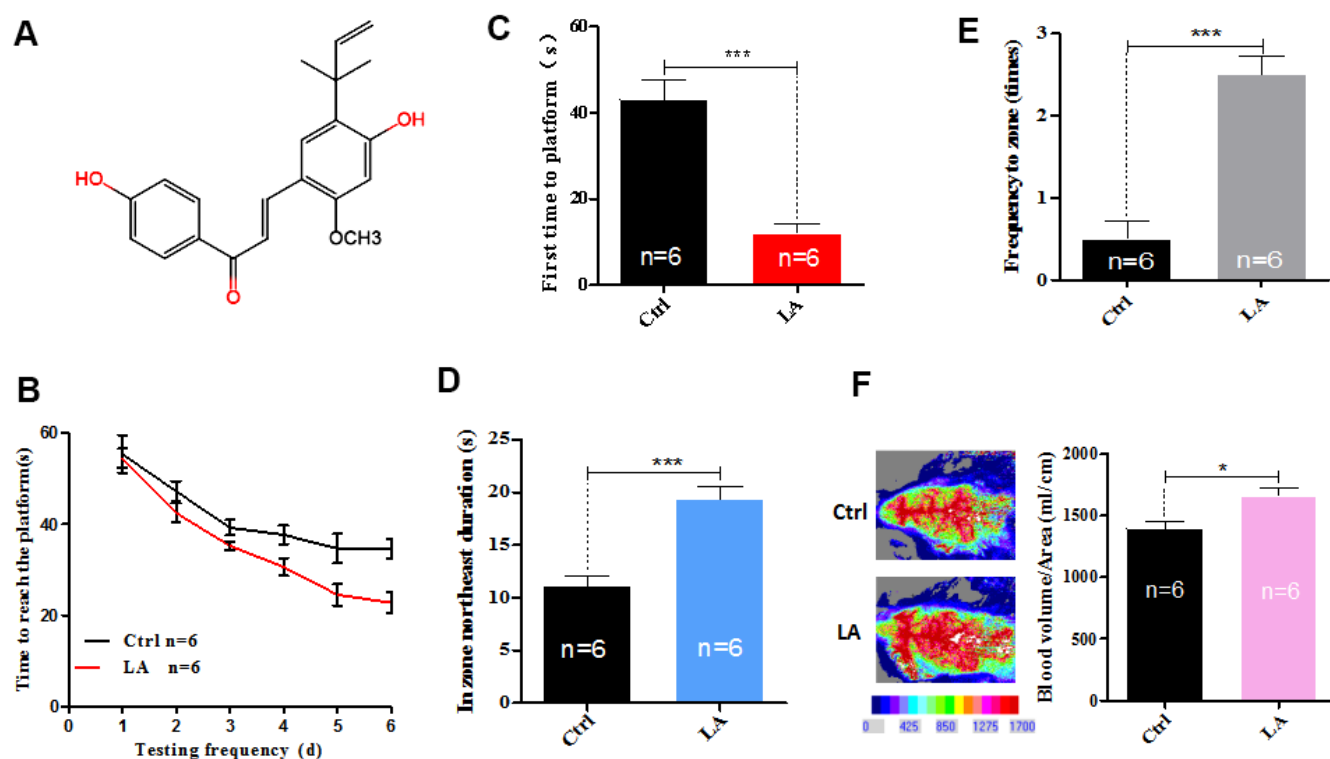 A
OH
HO
OCH3
O
B
Time to reach the platform(s)
60
40
20
0
Ctrl n=6
LA n=6
0 1 2 3 4 5 6
Testing frequency (d)
C
First time to platform (s)
60
40
20
0
***
n=6 n=6
Ctrl LA
D
In zone northeast duration (s)
25
20
15
10
5
0
***
n=6 n=6
Ctrl LA
E
Frequency to zone (times)
3
2
1
0
***
n=6 n=6
Ctrl LA
F
Ctrl
LA
0 425 850 1275 1700
Blood volume/Area (ml/cm)
2000
1500
1000
500
0
*
n=6 n=6
Ctrl LA